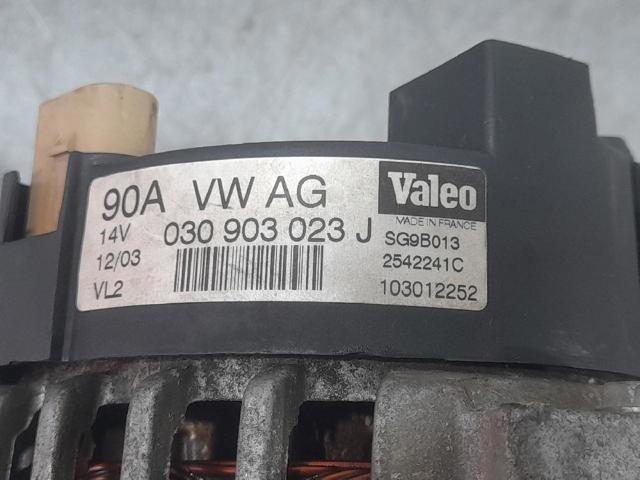 90A VW AG
14V 030 903 023 J
12/03
VL2
Valeo
MADE IN FRANCE
SG9B013
2542241C
103012252